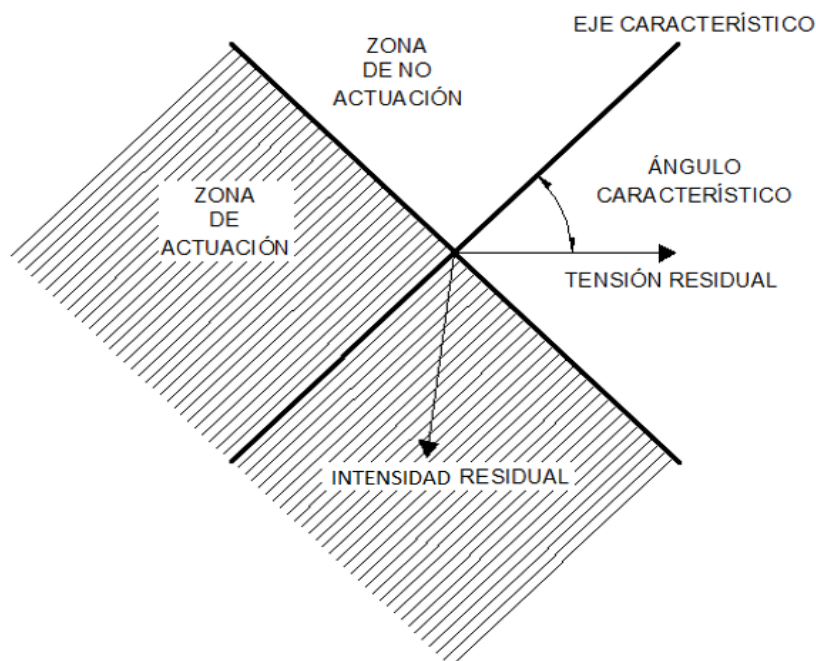 EJE CARACTERÍSTICO
ZONA
DE NO
ACTUACIÓN
ÁNGULO
CARACTERÍSTICO
ZONA
DE
ACTUACIÓN
TENSIÓN RESIDUAL
INTENSIDAD RESIDUAL